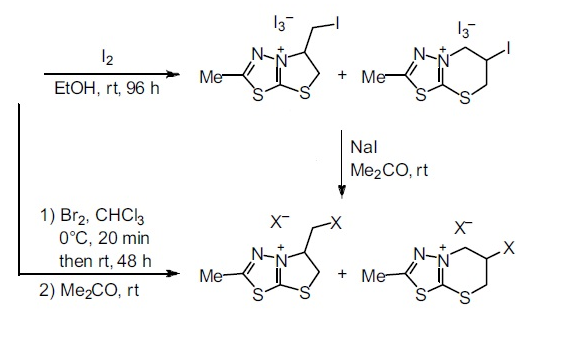 I₂
EtOH, rt, 96 h
I₃⁻
I
N
N
+
Me
S
S
+
I₃⁻
I
N
N
+
Me
S
S
NaI
Me₂CO, rt
1) Br₂, CHCl₃
0°C, 20 min
then rt, 48 h
2) Me₂CO, rt
X⁻
X
N
N
+
Me
S
S
+
X⁻
X
N
N
+
Me
S
S